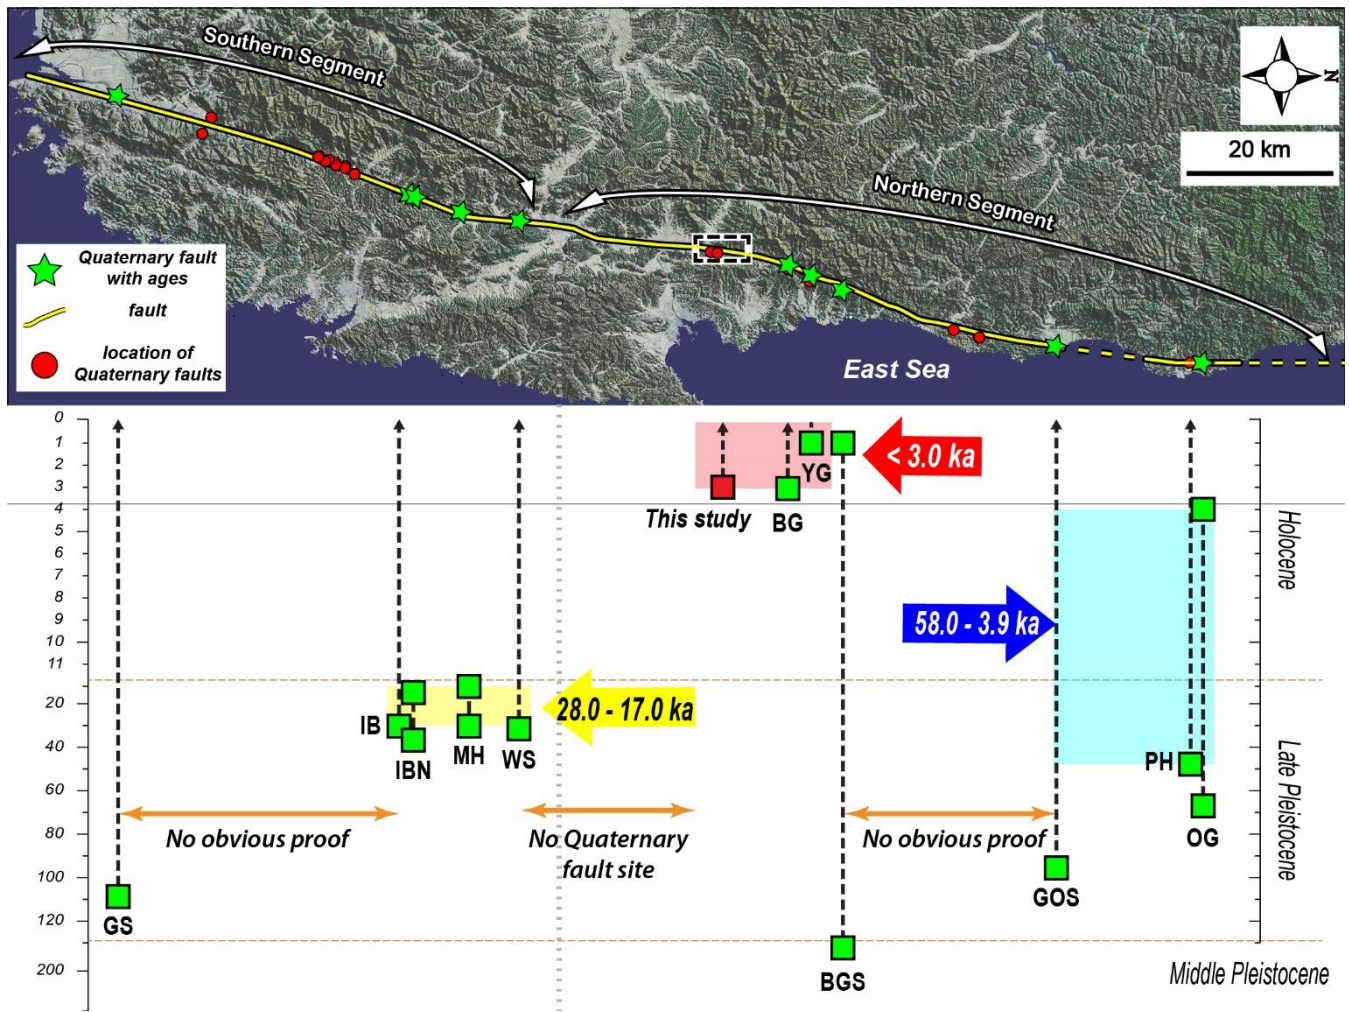 Southern Segment
Northern Segment
N
20 km
Quaternary fault
with ages
fault
location of
Quaternary faults
East Sea
0
1
2
3
4
5
6
7
8
9
10
11
20
40
60
80
100
120
200
< 3.0 ka
YG
This study
BG
58.0 - 3.9 ka
28.0 - 17.0 ka
IB
IBN
MH
WS
PH
OG
No obvious proof
No Quaternary
fault site
No obvious proof
GS
GOS
BGS
Holocene
Late Pleistocene
Middle Pleistocene